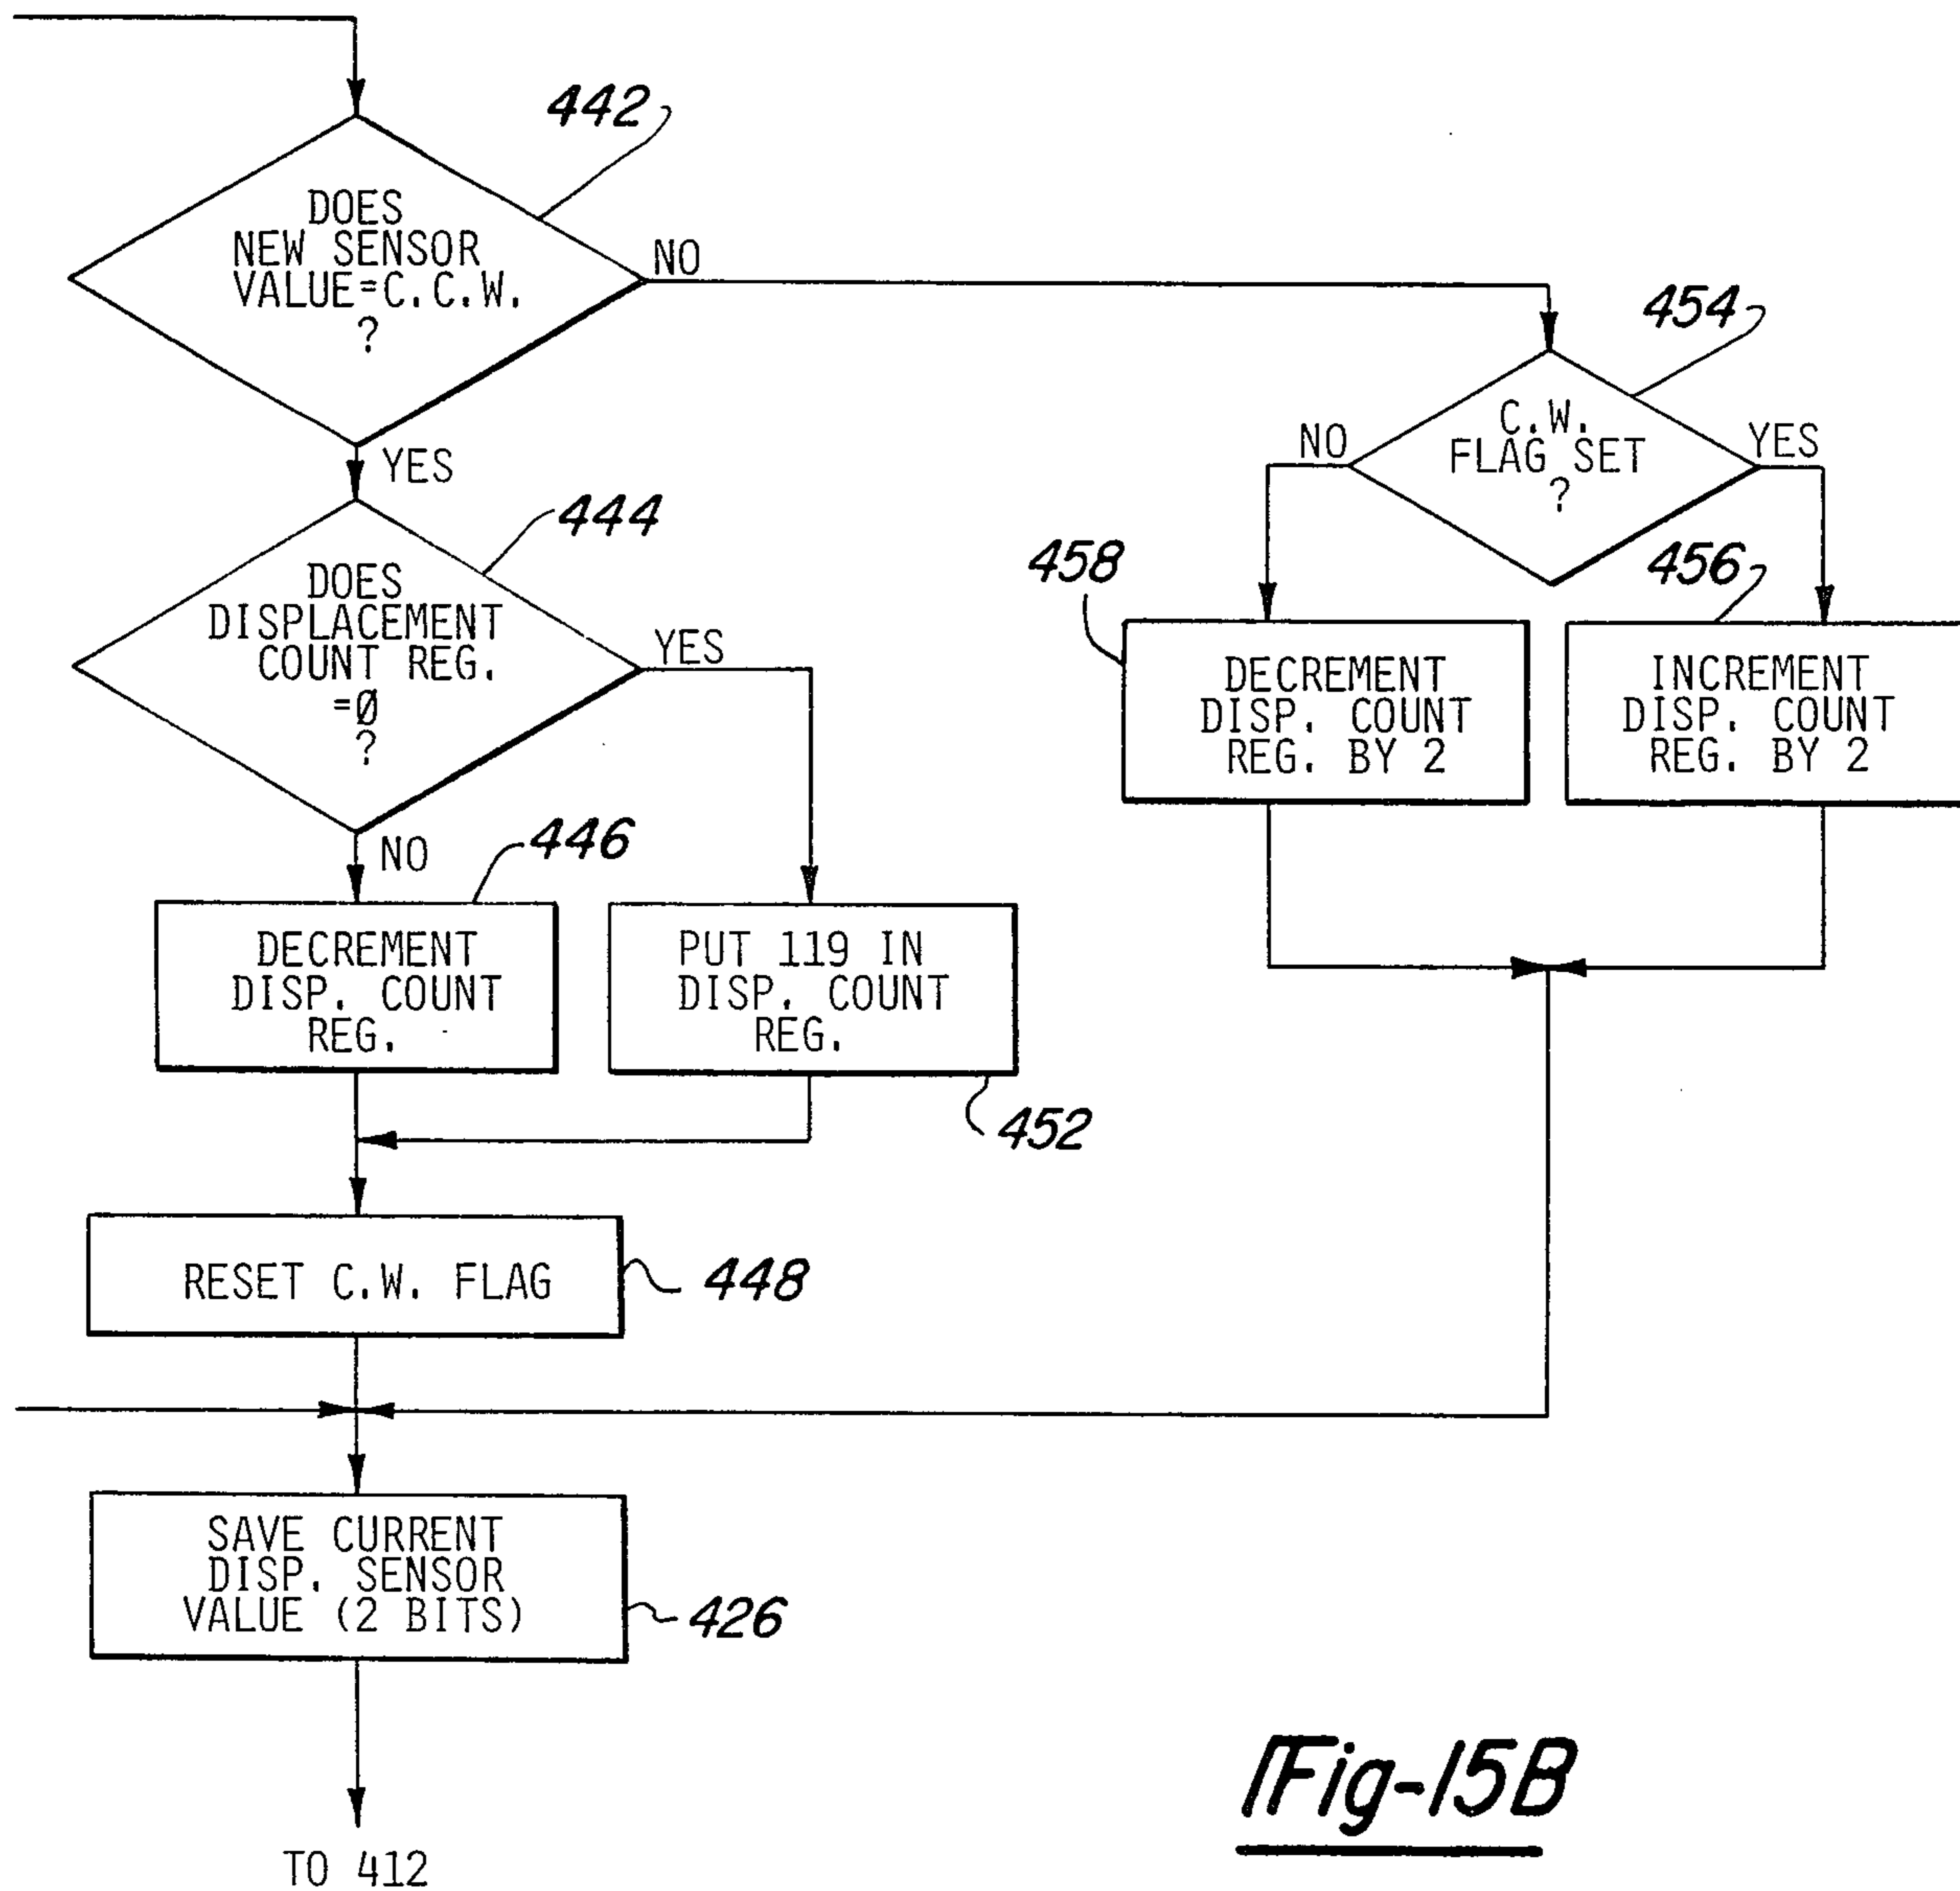 442
DOES
NEW SENSOR
VALUE=C.C.W.
?
NO
YES
454
C.W.
FLAG SET
?
NO
YES
444
DOES
DISPLACEMENT
COUNT REG.
=Ø
?
YES
NO
458
DECREMENT
DISP. COUNT
REG. BY 2
456
INCREMENT
DISP. COUNT
REG. BY 2
446
DECREMENT
DISP. COUNT
REG.
PUT 119 IN
DISP. COUNT
REG.
452
RESET C.W. FLAG
448
SAVE CURRENT
DISP. SENSOR
VALUE (2 BITS)
426
TO 412
Fig-15B